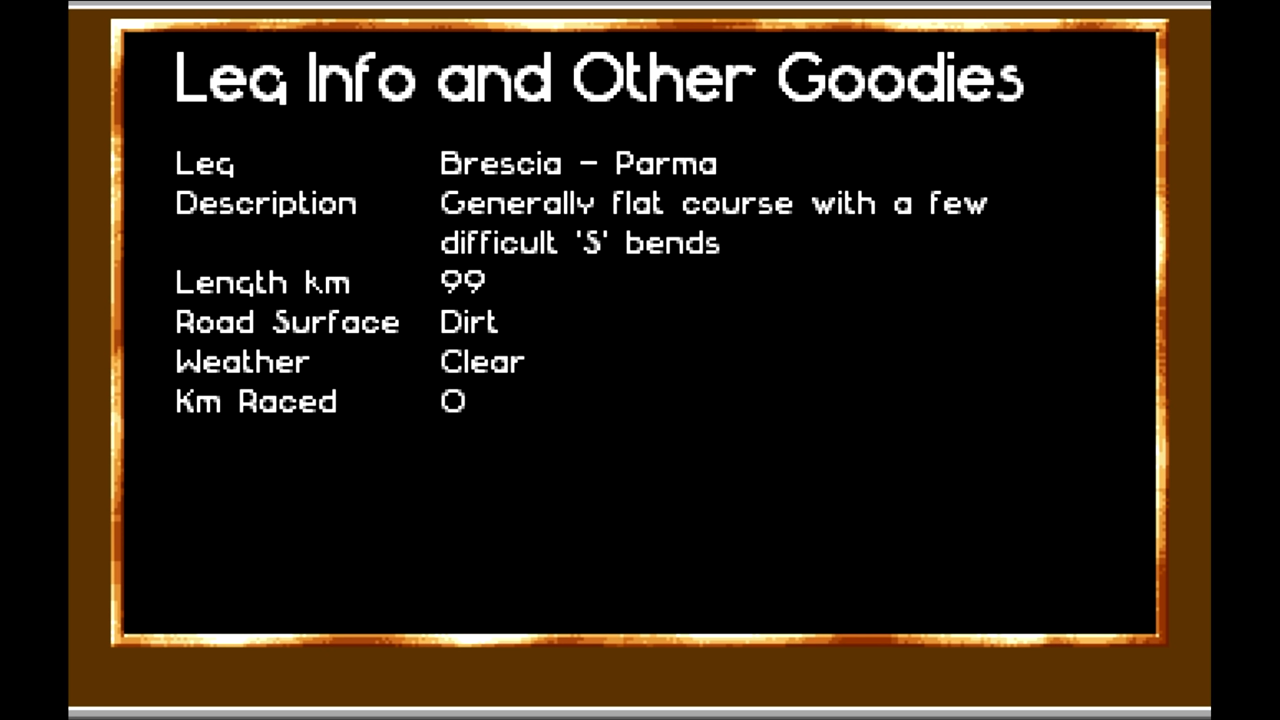 Leg Info and Other Goodies
Leg Brescia - Parma
Description Generally flat course with a few
difficult 'S' bends
Length km 99
Road Surface Dirt
Weather Clear
Km Raced 0